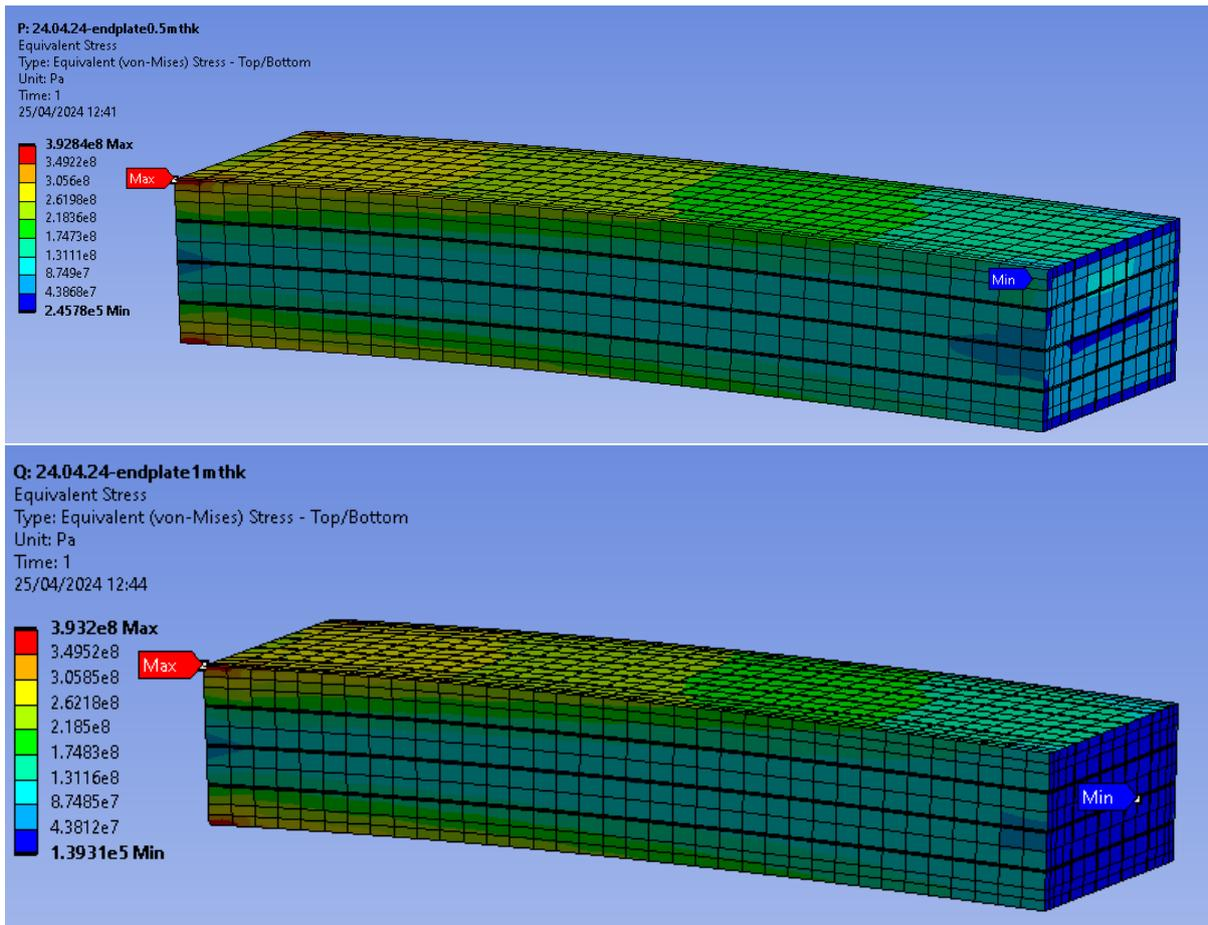 P: 24.04.24-endplate0.5mthk
Equivalent Stress
Type: Equivalent (von-Mises) Stress - Top/Bottom
Unit: Pa
Time: 1
25/04/2024 12:41
3.9284e8 Max
3.4922e8
3.056e8
2.6198e8
2.1836e8
1.7473e8
1.3111e8
8.749e7
4.3868e7
2.4578e5 Min
Max
Min
Q: 24.04.24-endplate1mthk
Equivalent Stress
Type: Equivalent (von-Mises) Stress - Top/Bottom
Unit: Pa
Time: 1
25/04/2024 12:44
3.932e8 Max
3.4952e8
3.0585e8
2.6218e8
2.185e8
1.7483e8
1.3116e8
8.7485e7
4.3812e7
1.3931e5 Min
Max
Min